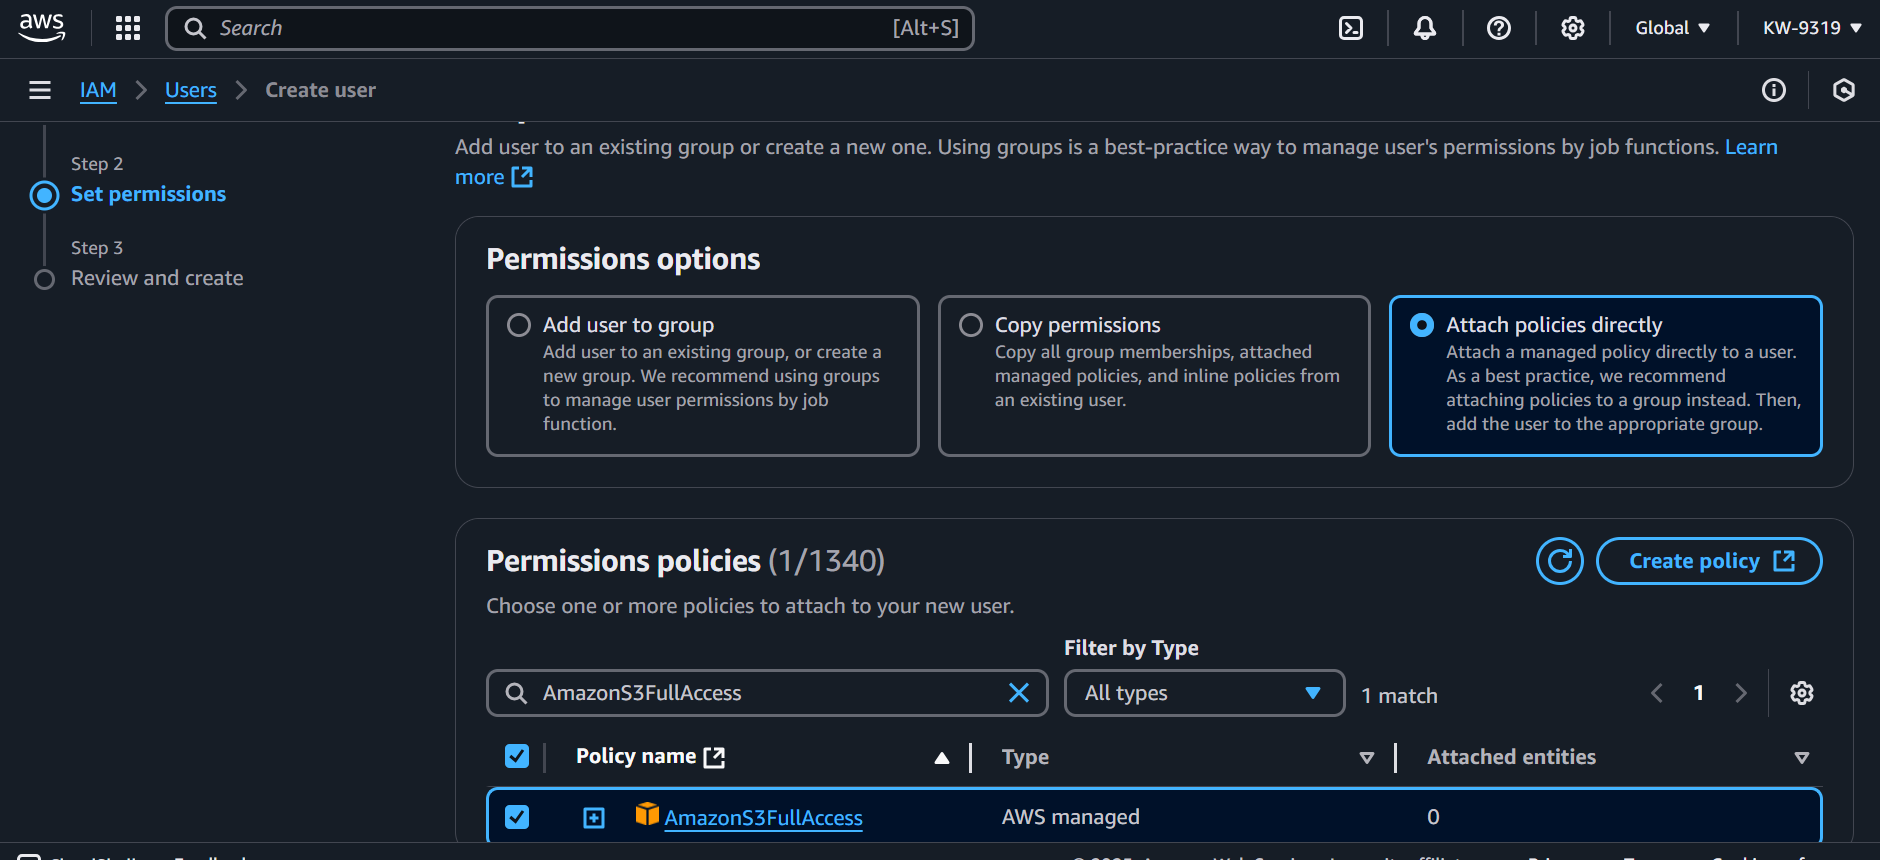 aws
Search [Alt+S]
Global
KW-9319
IAM
Users
Create user
Step 2
Set permissions
Step 3
Review and create
Add user to an existing group or create a new one. Using groups is a best-practice way to manage user's permissions by job functions. Learn
more
Permissions options
Add user to group
Add user to an existing group, or create a
new group. We recommend using groups
to manage user permissions by job
function.
Copy permissions
Copy all group memberships, attached
managed policies, and inline policies from
an existing user.
Attach policies directly
Attach a managed policy directly to a user.
As a best practice, we recommend
attaching policies to a group instead. Then,
add the user to the appropriate group.
Permissions policies (1/1340)
Create policy
Choose one or more policies to attach to your new user.
Filter by Type
AmazonS3FullAccess
All types
1 match
1
Policy name
Type
Attached entities
AmazonS3FullAccess
AWS managed
0